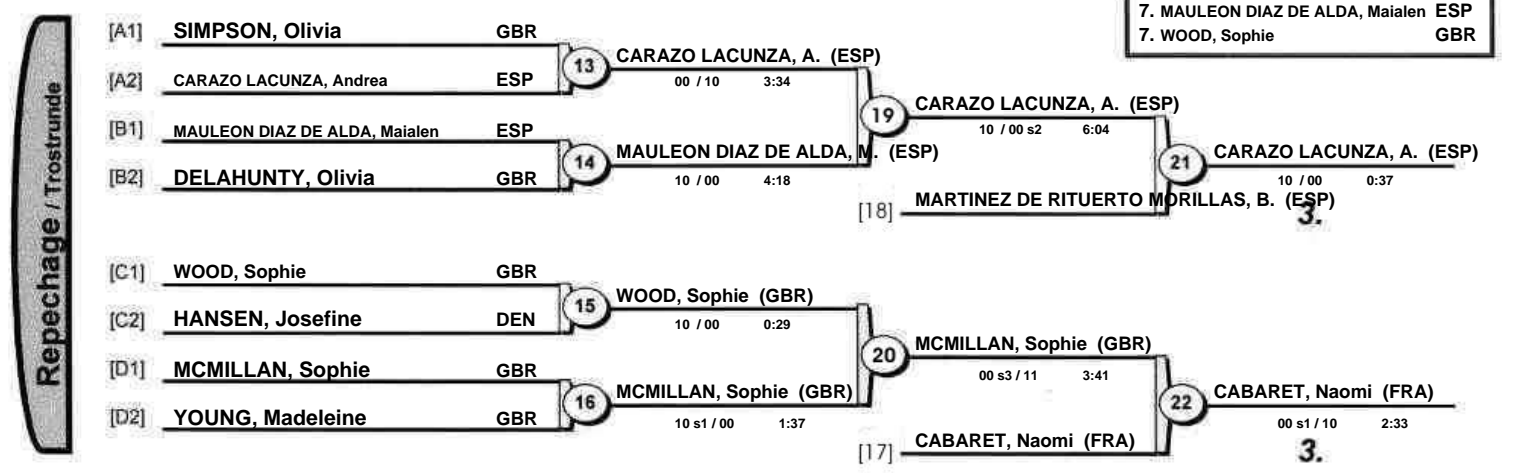 7. MAULEON DIAZ DE ALDA, Maialen ESP
7. WOOD, Sophie GBR
Repechage / Trostrunde
[A1] SIMPSON, Olivia GBR
13
CARAZO LACUNZA, A. (ESP)
00 / 10 3:34
[A2] CARAZO LACUNZA, Andrea ESP
19
CARAZO LACUNZA, A. (ESP)
10 / 00 s2 6:04
[B1] MAULEON DIAZ DE ALDA, Maialen ESP
14
MAULEON DIAZ DE ALDA, M. (ESP)
10 / 00 4:18
[B2] DELAHUNTY, Olivia GBR
21
CARAZO LACUNZA, A. (ESP)
10 / 00 0:37
3.
[18] MARTINEZ DE RITUERTO MORILLAS, B. (ESP)
[C1] WOOD, Sophie GBR
15
WOOD, Sophie (GBR)
10 / 00 0:29
[C2] HANSEN, Josefine DEN
20
MCMILLAN, Sophie (GBR)
00 s3 / 11 3:41
[D1] MCMILLAN, Sophie GBR
16
MCMILLAN, Sophie (GBR)
10 s1 / 00 1:37
[D2] YOUNG, Madeleine GBR
22
CABARET, Naomi (FRA)
00 s1 / 10 2:33
3.
[17] CABARET, Naomi (FRA)